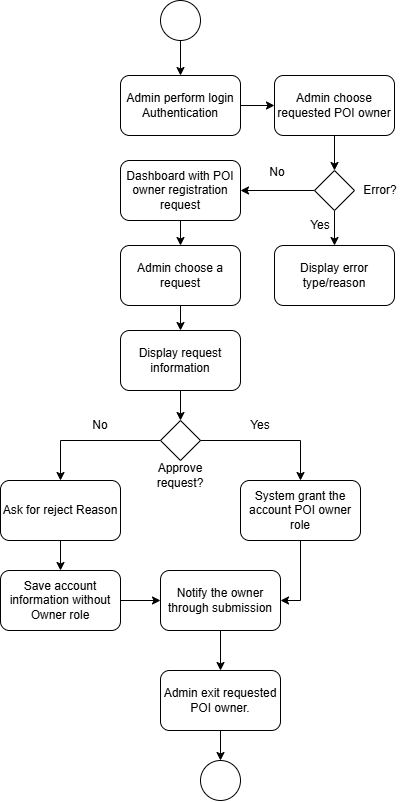 Admin perform login
Authentication
Admin choose
requested POI owner
No
Dashboard with POI
owner registration
request
Error?
Yes
Admin choose a
request
Display error
type/reason
Display request
information
No
Yes
Approve
request?
Ask for reject Reason
System grant the
account POI owner
role
Save account
information without
Owner role
Notify the owner
through submission
Admin exit requested
POI owner.